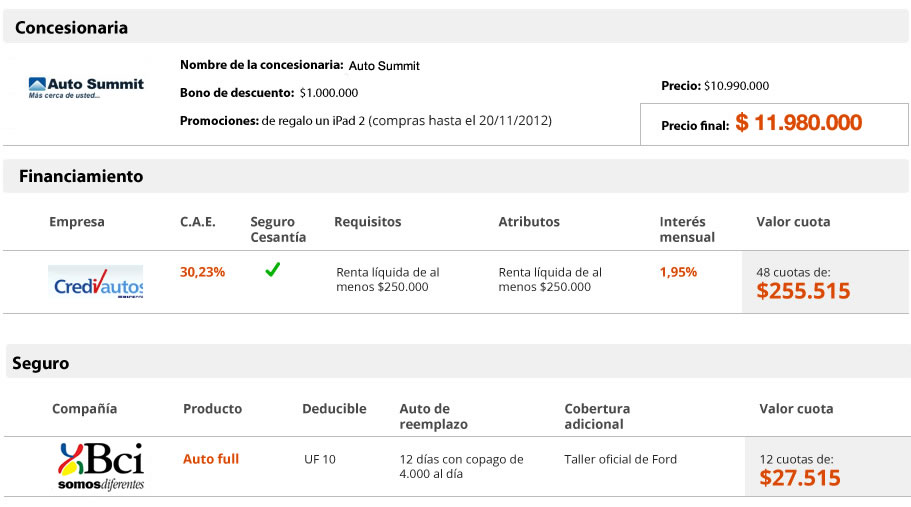 Concesionaria
Auto Summit
Más cerca de usted...
Nombre de la concesionaria: Auto Summit
Bono de descuento: $1.000.000
Promociones: de regalo un iPad 2 (compras hasta el 20/11/2012)
Precio: $10.990.000
Precio final: $ 11.980.000
Financiamiento
Empresa C.A.E. Seguro Cesantía Requisitos Atributos Interés mensual Valor cuota
Crediautos
30,23%
Renta líquida de al
menos $250.000
Renta líquida de al
menos $250.000
1,95%
48 cuotas de:
$255.515
Seguro
Compañía Producto Deducible Auto de reemplazo Cobertura adicional Valor cuota
Bci
somosdiferentes
Auto full
UF 10
12 días con copago de
4.000 al día
Taller oficial de Ford
12 cuotas de:
$27.515